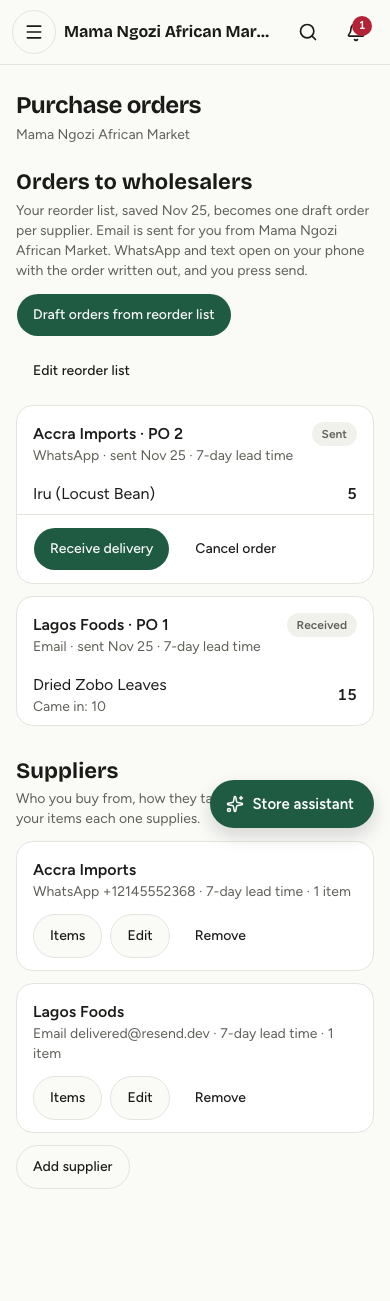 Mama Ngozi African Mar...
1
Purchase orders
Mama Ngozi African Market
Orders to wholesalers
Your reorder list, saved Nov 25, becomes one draft order
per supplier. Email is sent for you from Mama Ngozi
African Market. WhatsApp and text open on your phone
with the order written out, and you press send.
Draft orders from reorder list
Edit reorder list
Accra Imports · PO 2
Sent
WhatsApp · sent Nov 25 · 7-day lead time
Iru (Locust Bean)
5
Receive delivery
Cancel order
Lagos Foods · PO 1
Received
Email · sent Nov 25 · 7-day lead time
Dried Zobo Leaves
15
Came in: 10
Suppliers
Who you buy from, how they ta
Store assistant
your items each one supplies.
Accra Imports
WhatsApp +12145552368 · 7-day lead time · 1 item
Items
Edit
Remove
Lagos Foods
Email delivered@resend.dev · 7-day lead time · 1
item
Items
Edit
Remove
Add supplier